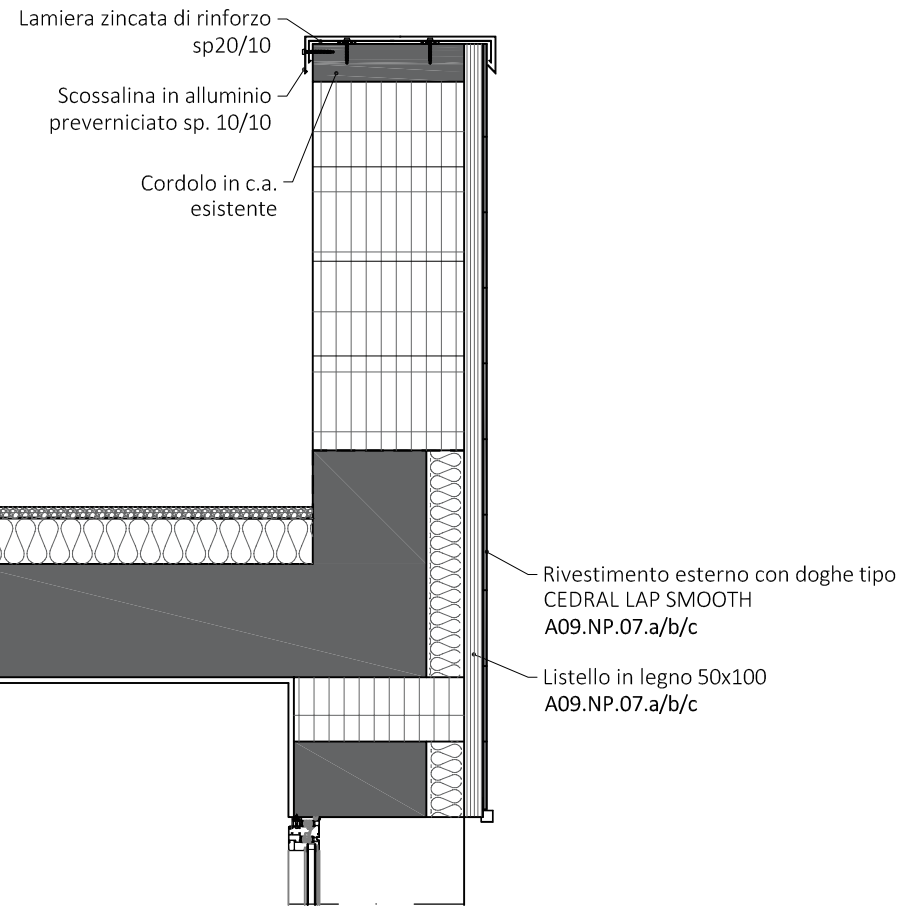 Lamiera zincata di rinforzo
sp20/10
Scossalina in alluminio
preverniciato sp. 10/10
Cordolo in c.a.
esistente
Rivestimento esterno con doghe tipo
CEDRAL LAP SMOOTH
A09.NP.07.a/b/c
Listello in legno 50x100
A09.NP.07.a/b/c